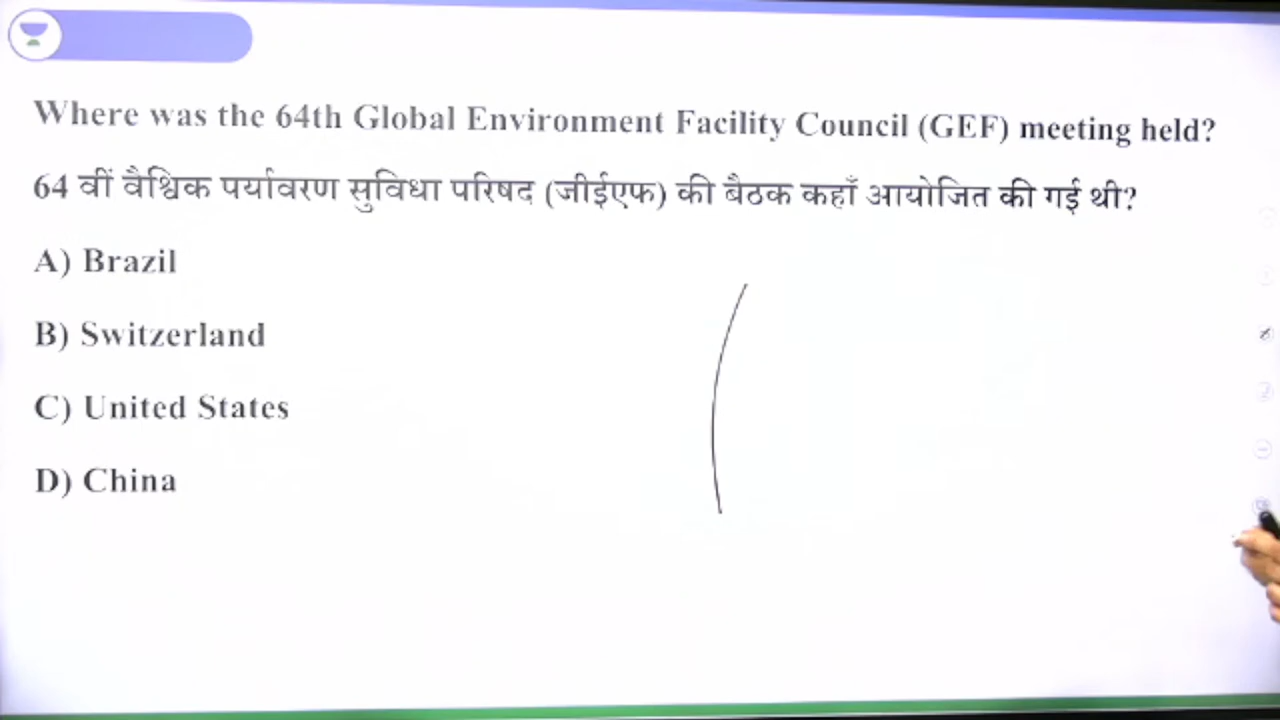 Where was the 64th Global Environment Facility Council (GEF) meeting held?
64 वीं वैश्विक पर्यावरण सुविधा परिषद (जीईएफ) की बैठक कहाँ आयोजित की गई थी?
A) Brazil
B) Switzerland
C) United States
D) China